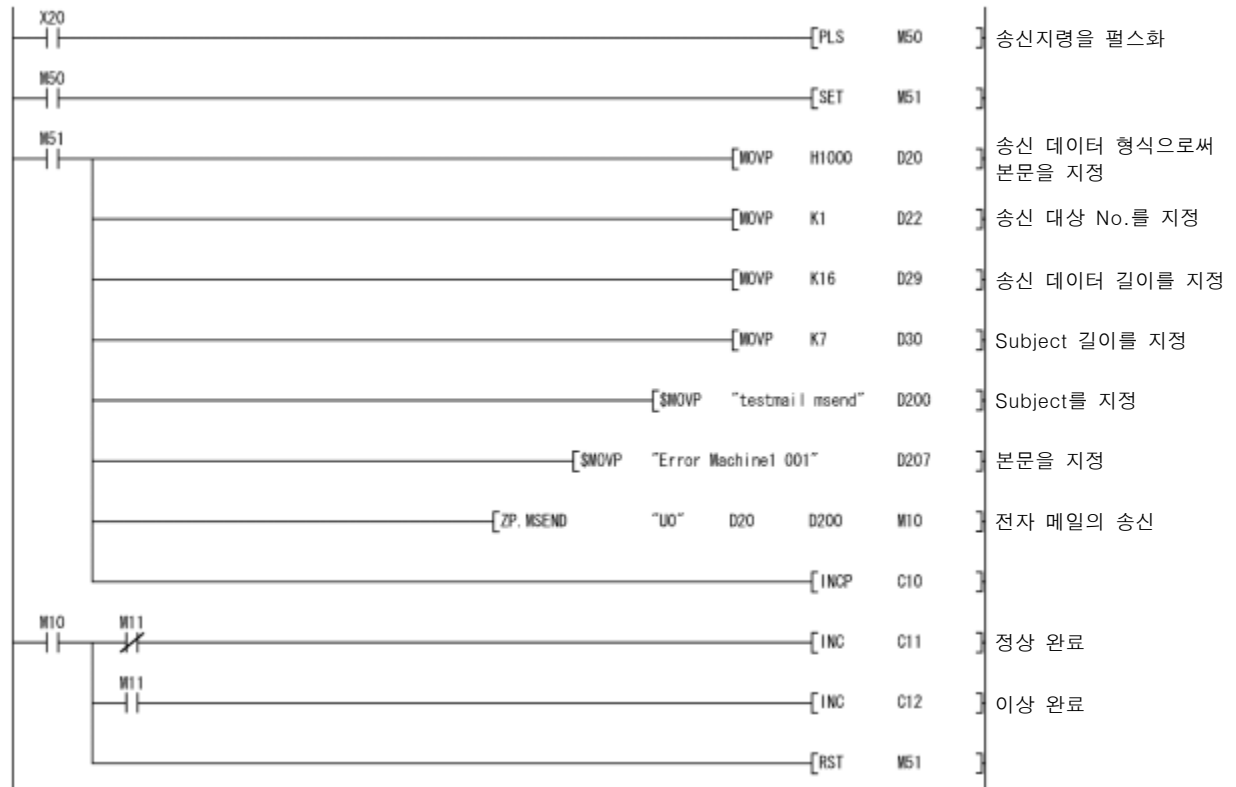 X20
[PLS M50 ] 송신지령을 펄스화
M50
[SET M51 ]
M51
[MOVP H1000 D20 ] 송신 데이터 형식으로써
본문을 지정
[MOVP K1 D22 ] 송신 대상 No.를 지정
[MOVP K16 D29 ] 송신 데이터 길이를 지정
[MOVP K7 D30 ] Subject 길이를 지정
[$MOVP "testmail msend" D200 ] Subject를 지정
[$MOVP "Error Machine1 001" D207 ] 본문을 지정
[ZP.MSEND "U0" D20 D200 M10 ] 전자 메일의 송신
[INCP C10 ]
M10 M11
[INC C11 ] 정상 완료
M11
[INC C12 ] 이상 완료
[RST M51 ]